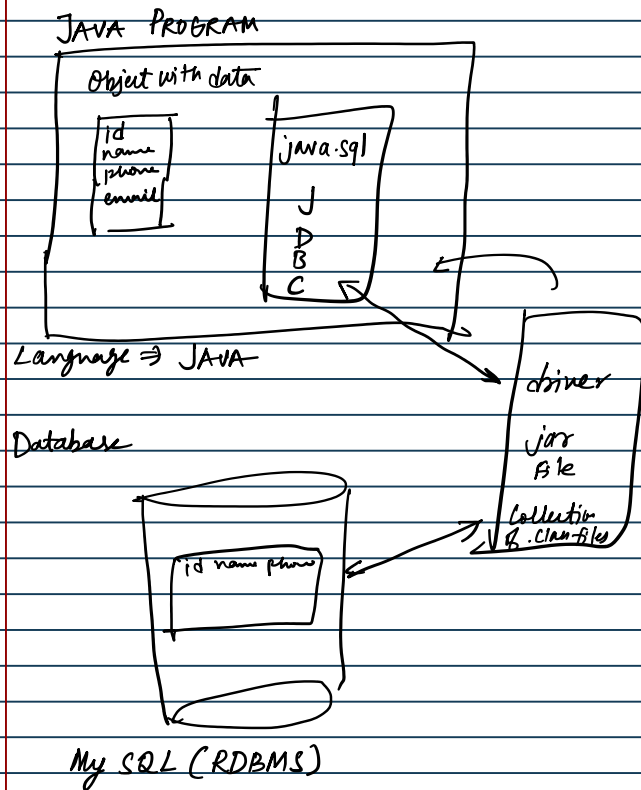 JAVA PROGRAM
Object with data
id
name
phone
email
java.sql
J
D
B
C
Language ⇒ JAVA
driver
jar
file
Collection
of .class files
Database
id name phone
My SQL (RDBMS)